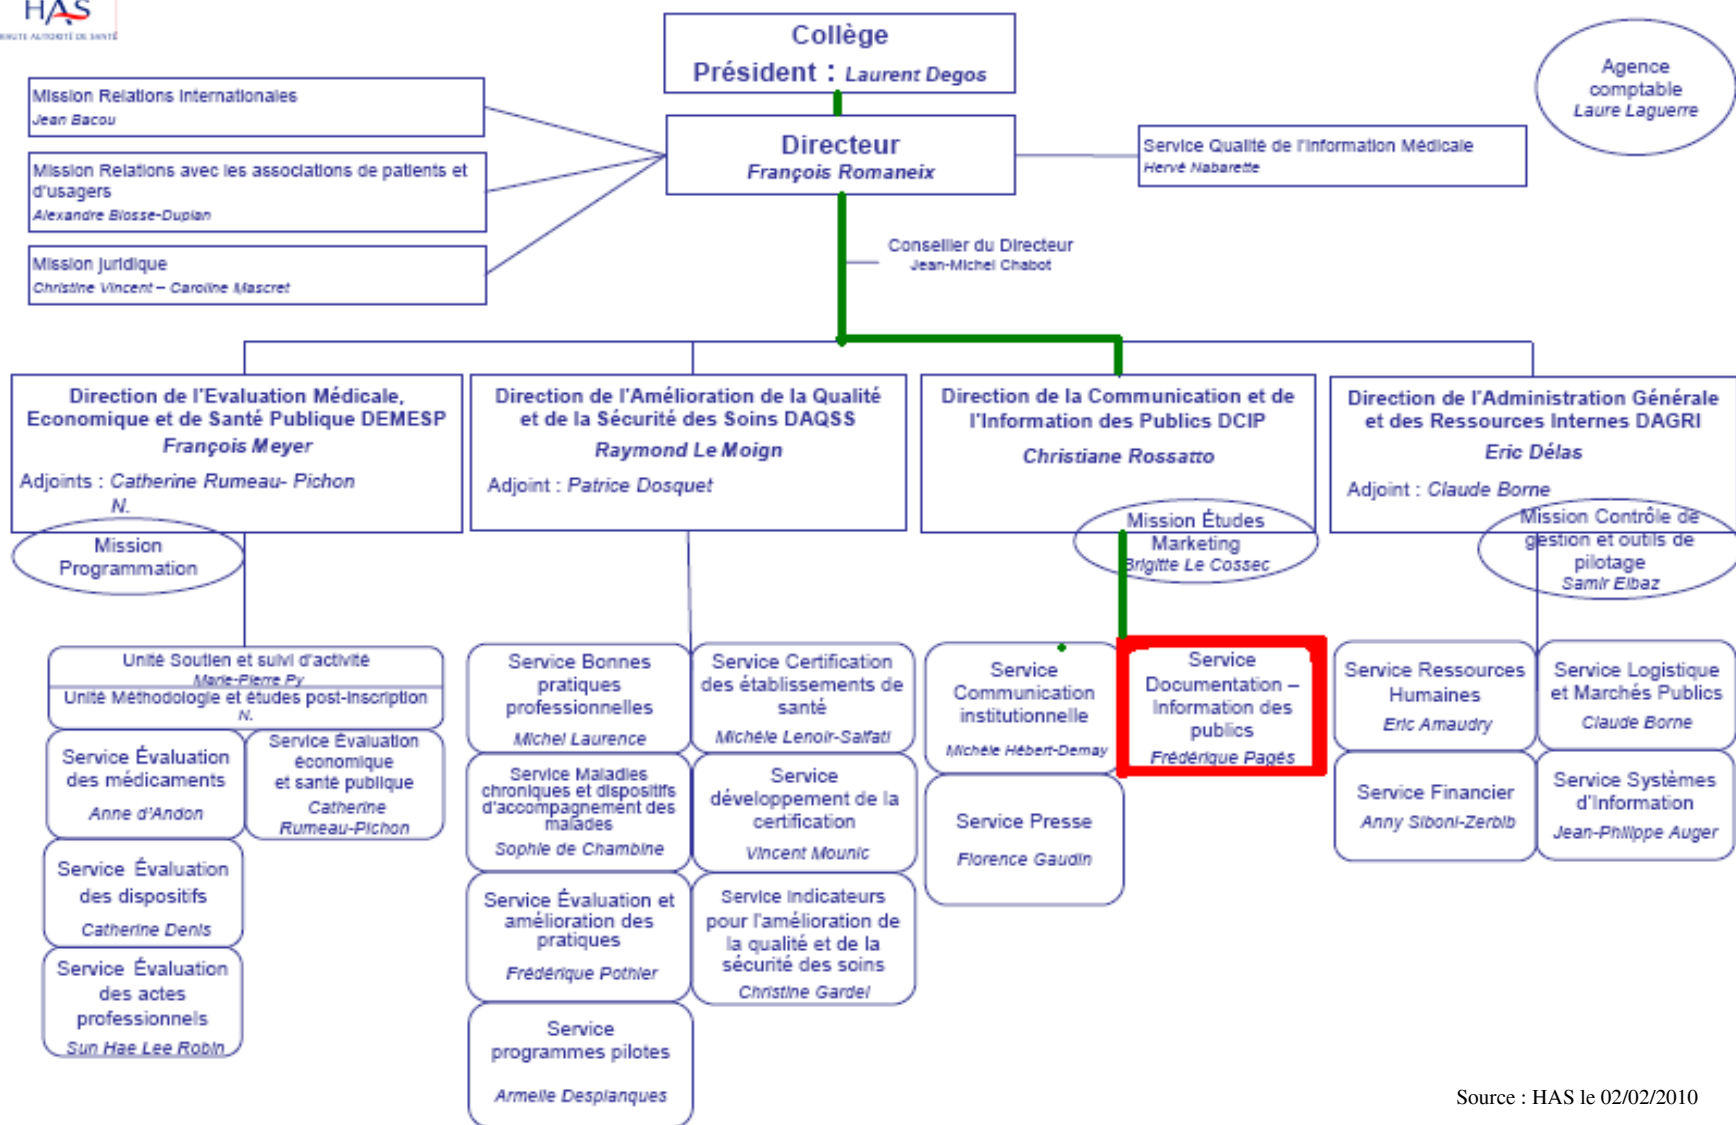 HAS
HAUTE AUTORITÉ DE SANTÉ
Collège
Président : Laurent Degos
Agence
comptable
Laure Laguerre
Mission Relations Internationales
Jean Bacou
Directeur
François Romaneix
Service Qualité de l'Information Médicale
Hervé Nabarette
Mission Relations avec les associations de patients et
d'usagers
Alexandre Biosse-Duplan
Mission juridique
Christine Vincent – Caroline Mascret
Conseiller du Directeur
Jean-Michel Chabot
Direction de l'Evaluation Médicale,
Economique et de Santé Publique DEMESP
François Meyer
Adjoints : Catherine Rumeau- Pichon
N.
Mission
Programmation
Direction de l'Amélioration de la Qualité
et de la Sécurité des Soins DAQSS
Raymond Le Moign
Adjoint : Patrice Dosquet
Direction de la Communication et de
l'Information des Publics DCIP
Christiane Rossatto
Mission Études
Marketing
Brigitte Le Cossec
Direction de l'Administration Générale
et des Ressources Internes DAGRI
Eric Délas
Adjoint : Claude Borne
Mission Contrôle de
gestion et outils de
pilotage
Samir Elbaz
Unité Soutien et suivi d'activité
Marie-Pierre Py
Unité Méthodologie et études post-inscription
N.
Service Évaluation
des médicaments
Anne d'Andon
Service Évaluation
économique
et santé publique
Catherine
Rumeau-Pichon
Service Évaluation
des dispositifs
Catherine Denis
Service Évaluation
des actes
professionnels
Sun Hae Lee Robin
Service Bonnes
pratiques
professionnelles
Michel Laurence
Service Certification
des établissements de
santé
Michèle Lenoir-Salfati
Service Maladies
chroniques et dispositifs
d'accompagnement des
malades
Sophie de Chambine
Service
développement de la
certification
Vincent Mounic
Service Évaluation et
amélioration des
pratiques
Frédérique Pothier
Service Indicateurs
pour l'amélioration de
la qualité et de la
sécurité des soins
Christine Gardel
Service
programmes pilotes
Armelle Desplanques
Service
Communication
institutionnelle
Michèle Hébert-Demay
Service
Documentation –
Information des
publics
Frédérique Pagès
Service Presse
Florence Gaudin
Service Ressources
Humaines
Eric Amaudry
Service Logistique
et Marchés Publics
Claude Borne
Service Financier
Anny Siboni-Zerbib
Service Systèmes
d'Information
Jean-Philippe Auger
Source : HAS le 02/02/2010